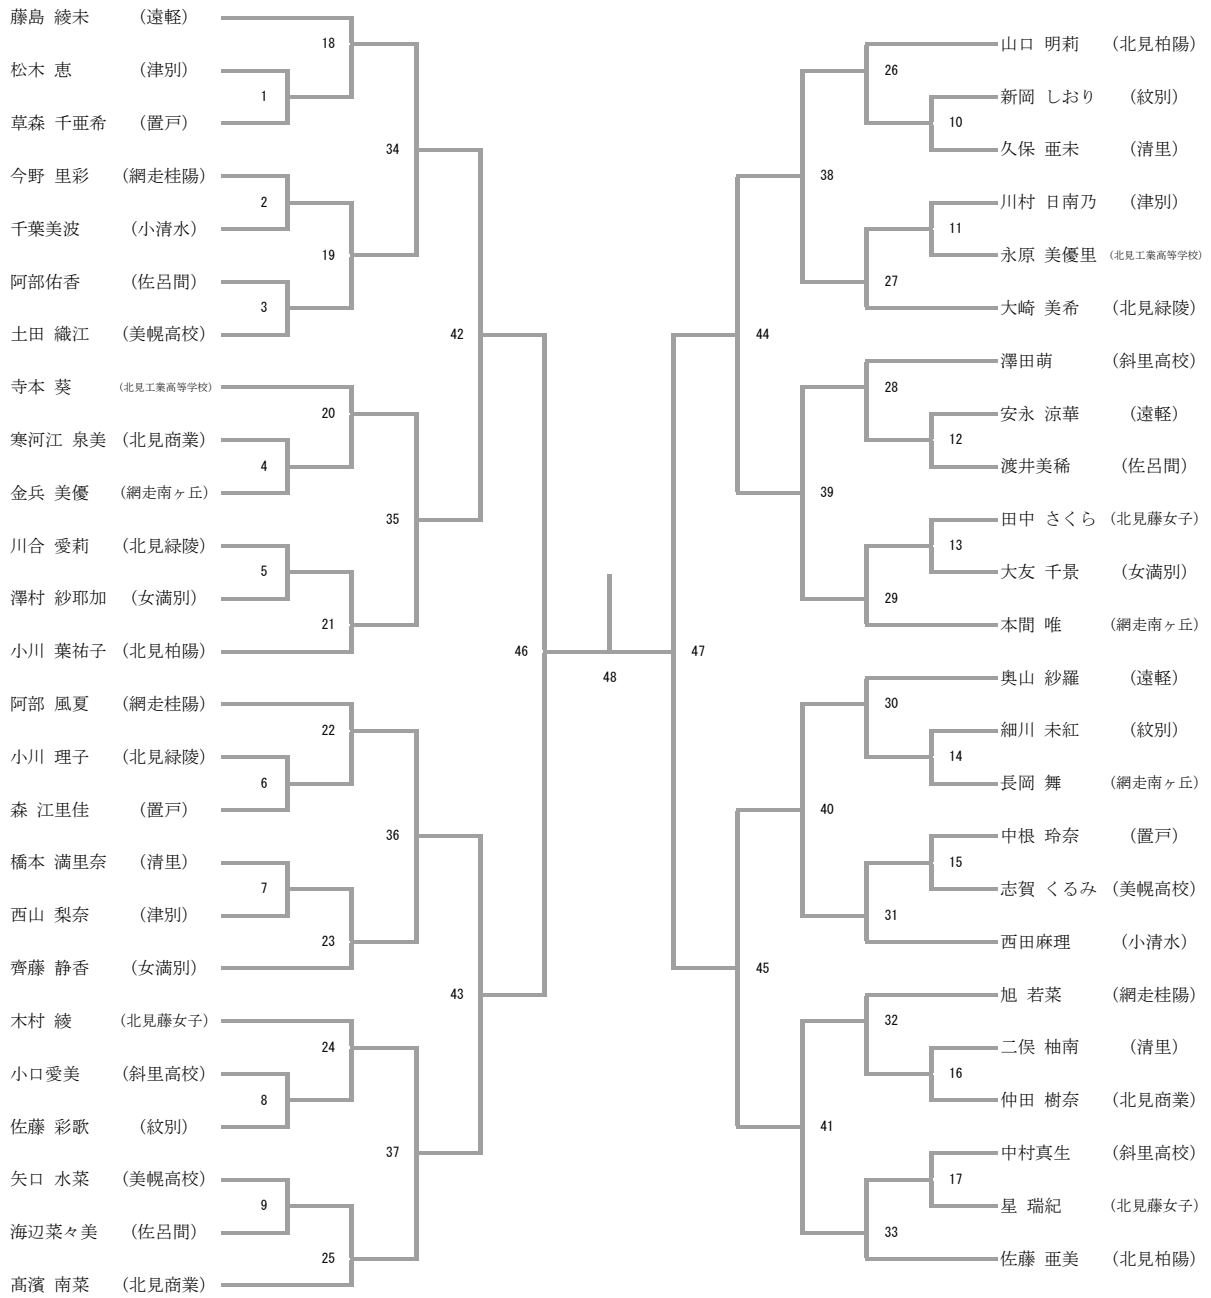 藤島 綾未 （遠軽）
松木 恵 （津別）
草森 千亜希 （置戸）
今野 里彩 （網走桂陽）
千葉美波 （小清水）
阿部佑香 （佐呂間）
土田 織江 （美幌高校）
寺本 葵 （北見工業高等学校）
寒河江 泉美 （北見商業）
金兵 美優 （網走南ヶ丘）
川合 愛莉 （北見緑陵）
澤村 紗耶加 （女満別）
小川 葉祐子 （北見柏陽）
阿部 風夏 （網走桂陽）
小川 理子 （北見緑陵）
森 江里佳 （置戸）
橋本 満里奈 （清里）
西山 梨奈 （津別）
齊藤 静香 （女満別）
木村 綾 （北見藤女子）
小口愛美 （斜里高校）
佐藤 彩歌 （紋別）
矢口 水菜 （美幌高校）
海辺菜々美 （佐呂間）
髙濱 南菜 （北見商業）
1
2
3
4
5
6
7
8
9
18
19
20
21
22
23
24
25
34
35
36
37
42
43
46
48
47
44
45
38
39
40
41
26
27
28
29
30
31
32
33
10
11
12
13
14
15
16
17
山口 明莉 （北見柏陽）
新岡 しおり （紋別）
久保 亜未 （清里）
川村 日南乃 （津別）
永原 美優里 （北見工業高等学校）
大崎 美希 （北見緑陵）
澤田萌 （斜里高校）
安永 涼華 （遠軽）
渡井美稀 （佐呂間）
田中 さくら （北見藤女子）
大友 千景 （女満別）
本間 唯 （網走南ヶ丘）
奥山 紗羅 （遠軽）
細川 未紅 （紋別）
長岡 舞 （網走南ヶ丘）
中根 玲奈 （置戸）
志賀 くるみ （美幌高校）
西田麻理 （小清水）
旭 若菜 （網走桂陽）
二俣 柚南 （清里）
仲田 樹奈 （北見商業）
中村真生 （斜里高校）
星 瑞紀 （北見藤女子）
佐藤 亜美 （北見柏陽）